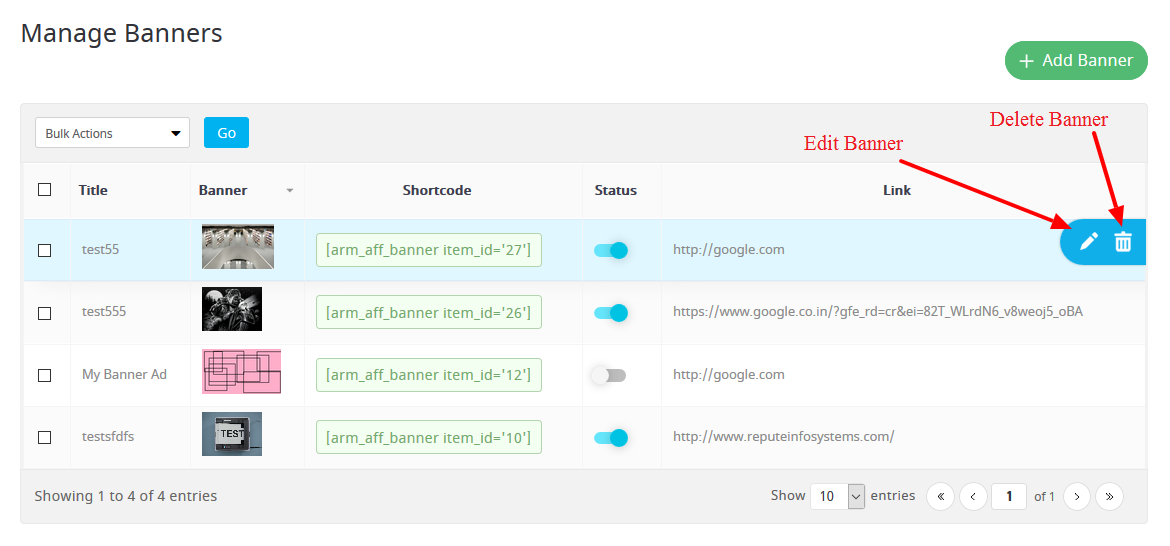 Manage Banners
+ Add Banner
Bulk Actions Go
Delete Banner
Edit Banner
Title Banner Shortcode Status Link
test55 [arm_aff_banner item_id='27'] http://google.com
test555 [arm_aff_banner item_id='26'] https://www.google.co.in/?gfe_rd=cr&ei=82T_WLrdN6_v8weoj5_oBA
My Banner Ad [arm_aff_banner item_id='12'] http://google.com
testsfdfs TEST [arm_aff_banner item_id='10'] http://www.reputeinfosystems.com/
Showing 1 to 4 of 4 entries Show 10 entries « ‹ 1 of 1 › »